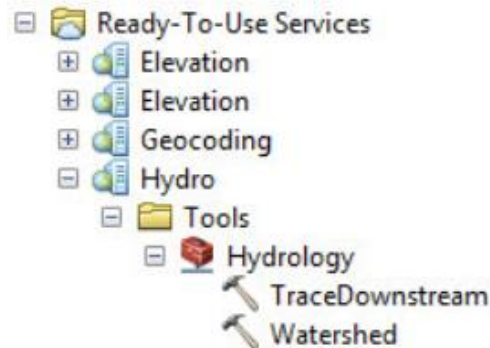 Ready-To-Use Services
Elevation
Elevation
Geocoding
Hydro
Tools
Hydrology
TraceDownstream
Watershed